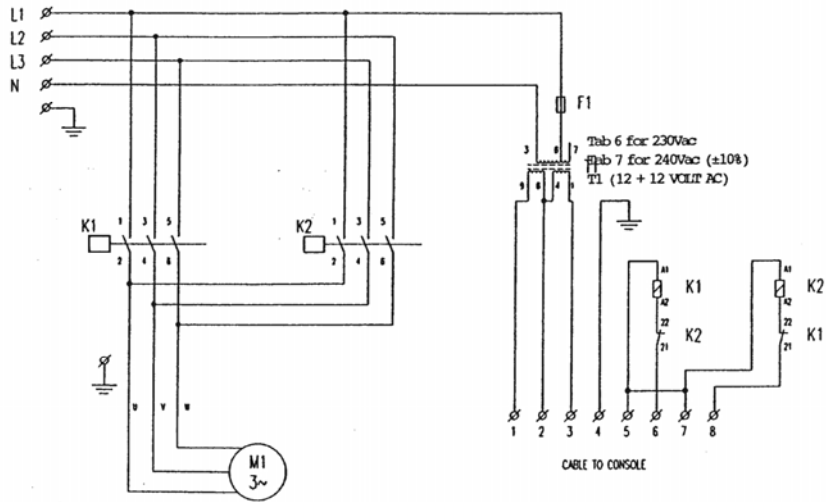 L1
L2
L3
N
F1
3 6 7
Tab 6 for 230Vac
Tab 7 for 240Vac (±10%)
T1 (12 + 12 VOLT AC)
9 6 4 1
K1
1 3 5
2 4 6
K2
1 3 5
2 4 6
A1
K1
A2
22
K2
21
A1
K2
A2
22
K1
21
U V W
M1
3~
1 2 3 4 5 6 7 8
CABLE TO CONSOLE